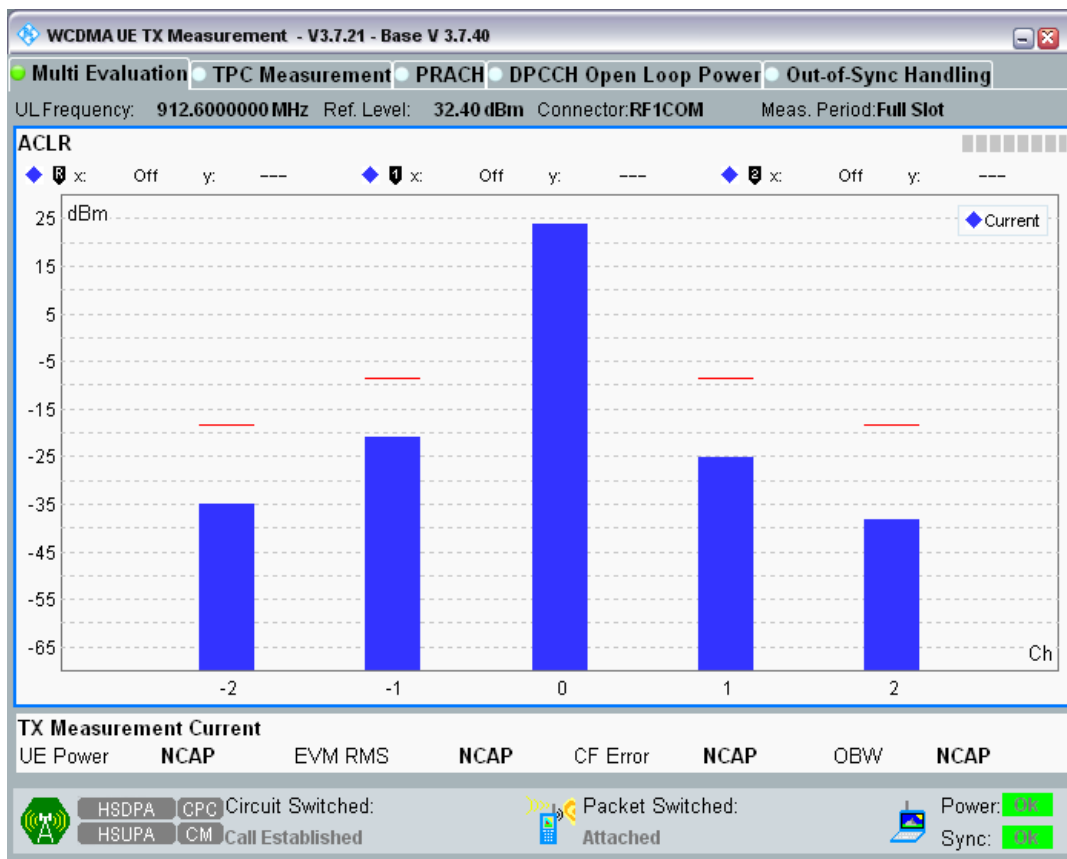 WCDMA UE TX Measurement - V3.7.21 - Base V 3.7.40
Multi Evaluation TPC Measurement PRACH DPCCH Open Loop Power Out-of-Sync Handling
UL Frequency: 912.6000000 MHz Ref. Level: 32.40 dBm Connector:RF1COM Meas. Period:Full Slot
ACLR
R x: Off y: --- 1 x: Off y: --- 2 x: Off y: ---
dBm
Current
25
15
5
-5
-15
-25
-35
-45
-55
-65
Ch
-2 -1 0 1 2
TX Measurement Current
UE Power NCAP EVM RMS NCAP CF Error NCAP OBW NCAP
HSDPA CPC Circuit Switched: Packet Switched: Power: Ok
HSUPA CM Call Established Attached Sync: Ok